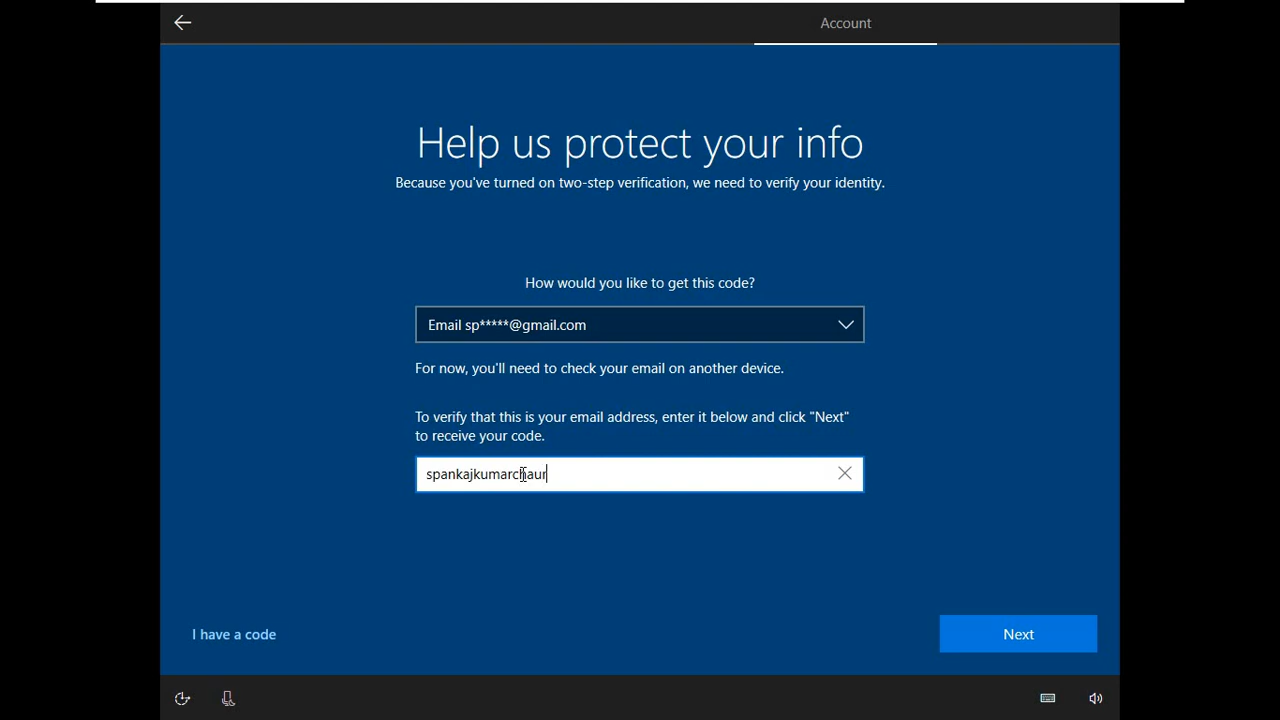 Account
Help us protect your info
Because you've turned on two-step verification, we need to verify your identity.
How would you like to get this code?
Email sp*****@gmail.com
For now, you'll need to check your email on another device.
To verify that this is your email address, enter it below and click "Next"
to receive your code.
spankajkumarchaur
I have a code
Next